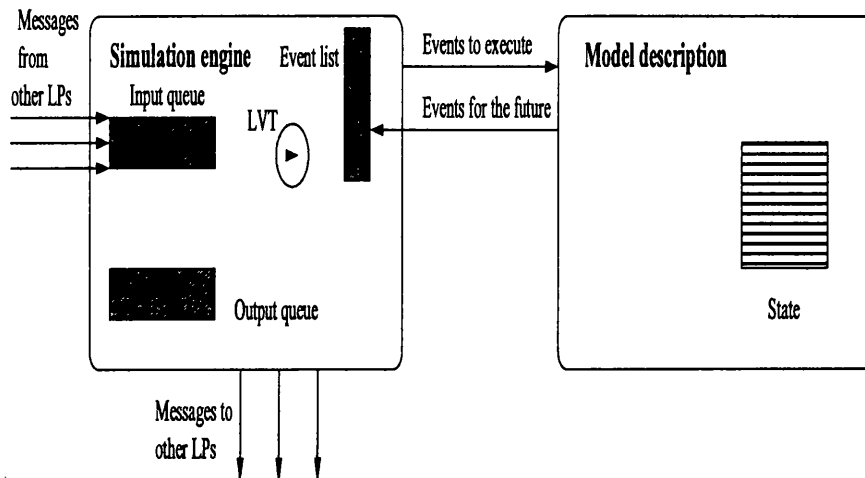 Messages
from
other LPs
Simulation engine
Event list
Input queue
LVT
Output queue
Events to execute
Events for the future
Model description
State
Messages to
other LPs